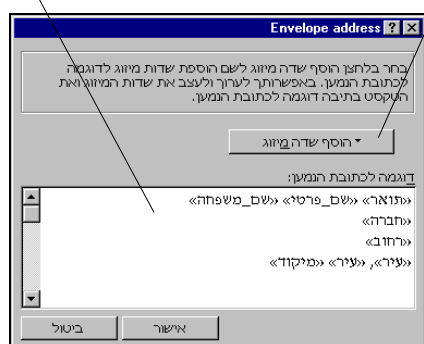 Envelope address
בחר בלחצן הוסף שדה מיזוג לשם הוספת שדות מיזוג לדוגמה
לכתובת הנמען. באפשרותך לערוך ולעצב את שדות המיזוג ואת
הטקסט בתיבה דוגמה לכתובת הנמען.
הוסף שדה מיזוג
דוגמה לכתובת הנמען:
«תואר» «שם_פרטי» «שם_משפחה»
«חברה»
«רחוב»
«עיר», «עיר» «מיקוד»
אישור
ביטול